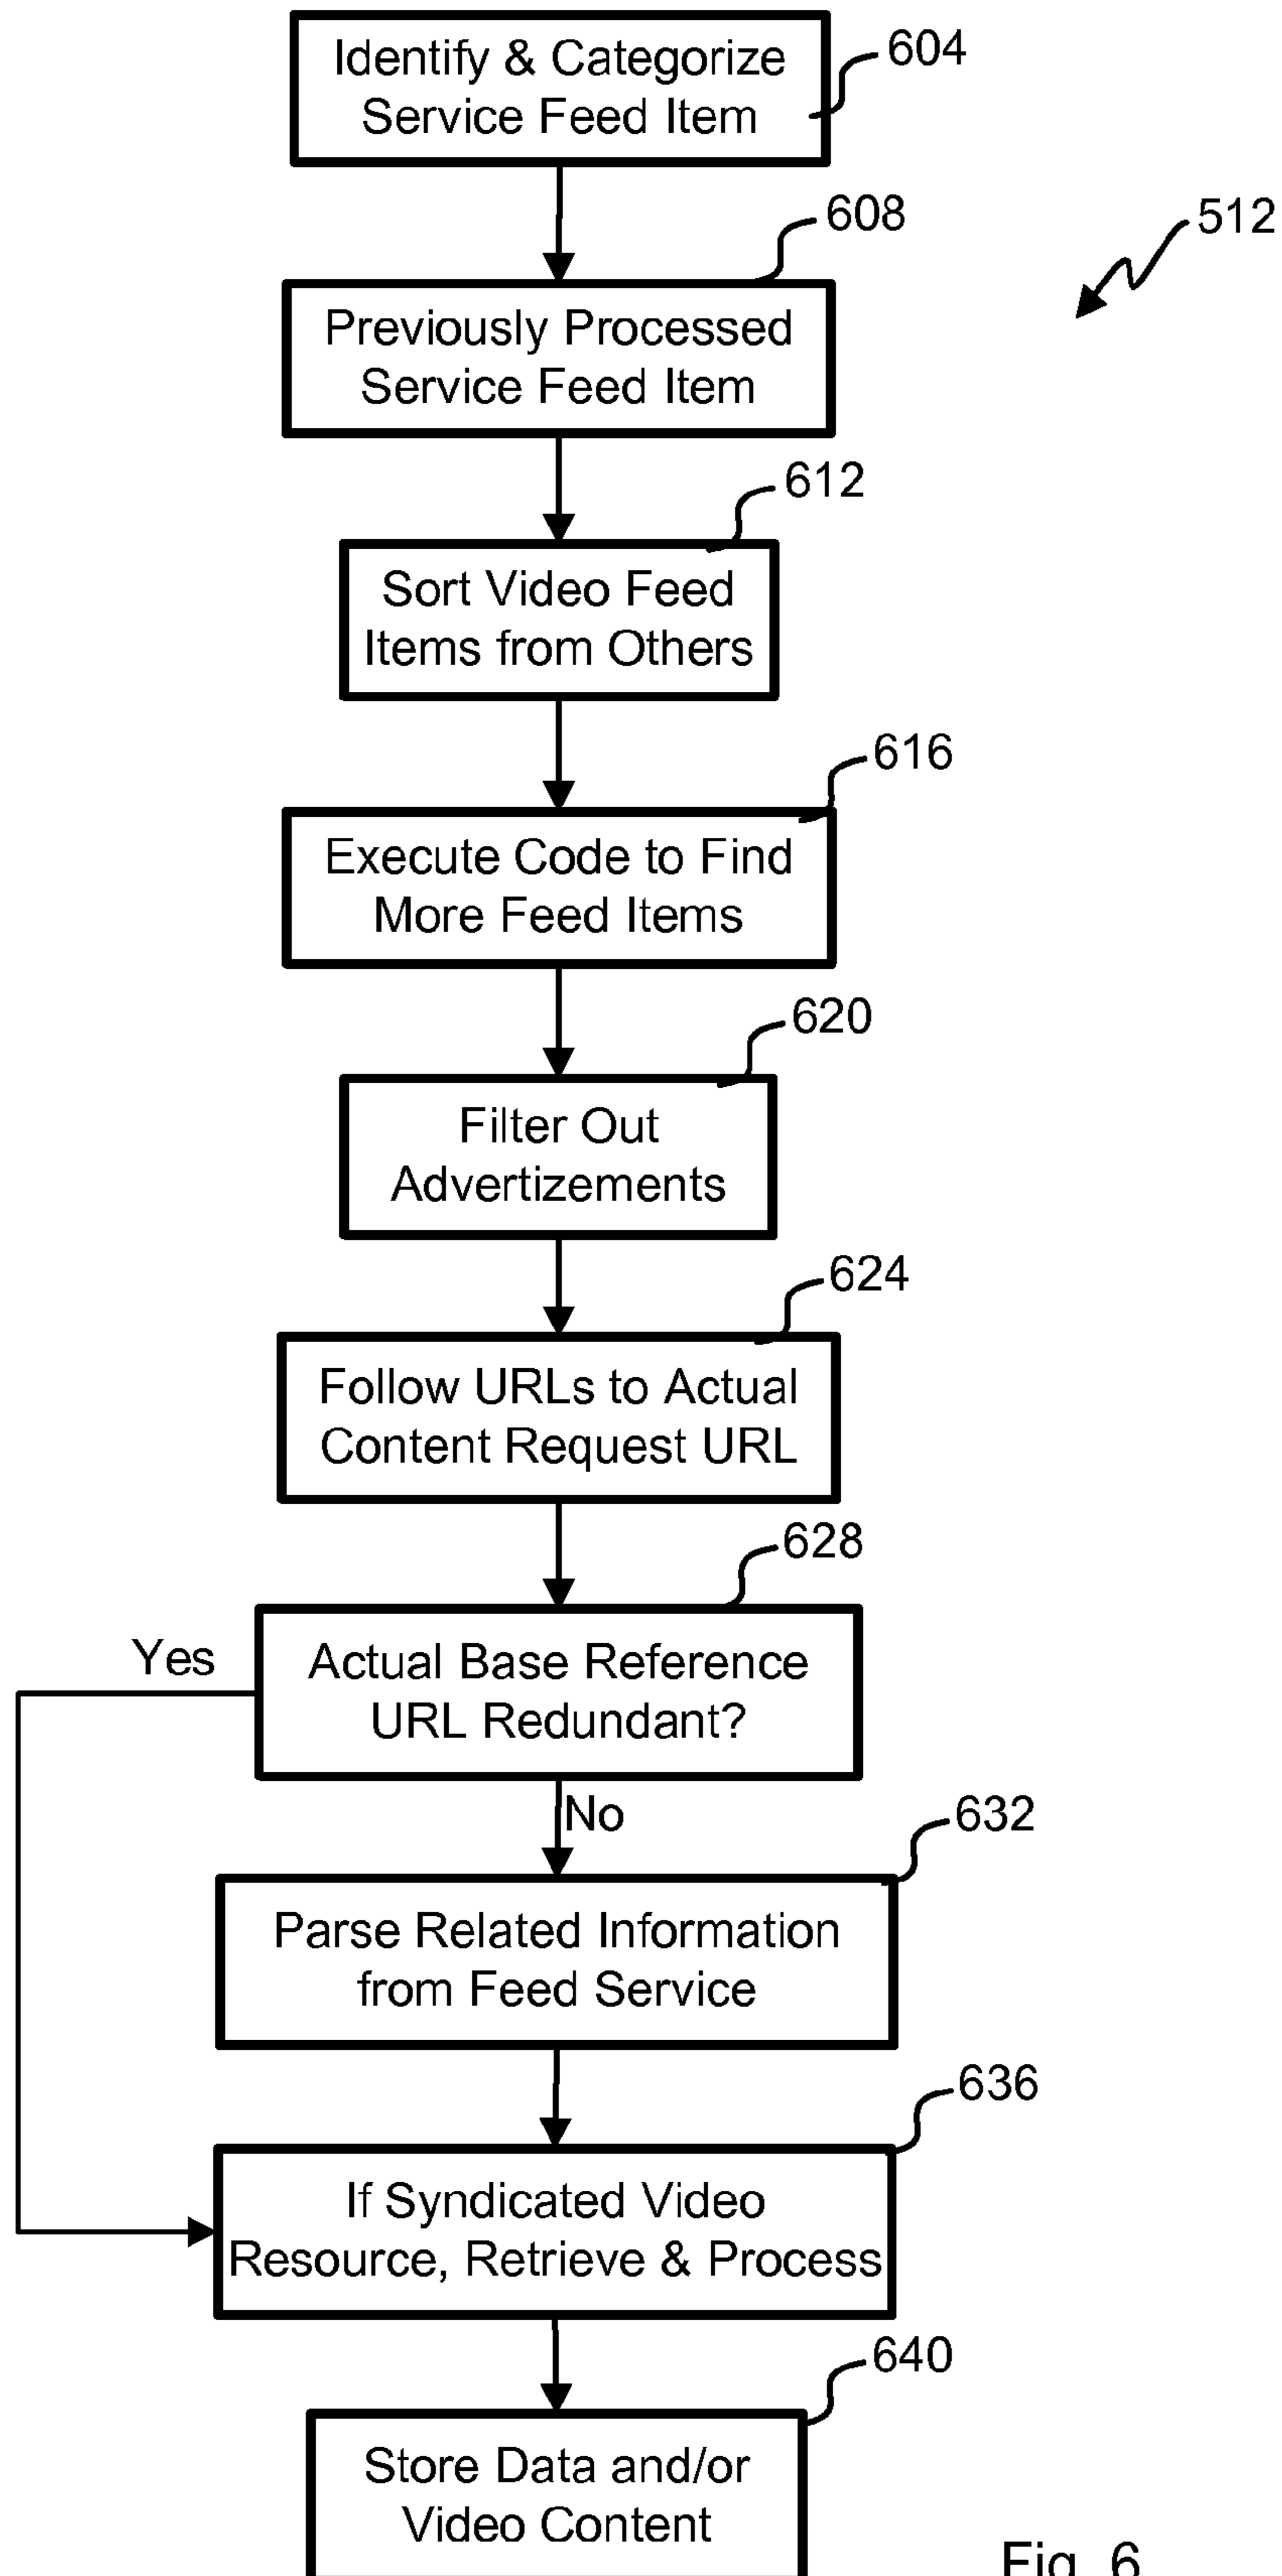 Identify & Categorize
Service Feed Item
604
608
512
Previously Processed
Service Feed Item
612
Sort Video Feed
Items from Others
616
Execute Code to Find
More Feed Items
620
Filter Out
Advertizements
624
Follow URLs to Actual
Content Request URL
628
Yes
Actual Base Reference
URL Redundant?
No
632
Parse Related Information
from Feed Service
636
If Syndicated Video
Resource, Retrieve & Process
640
Store Data and/or
Video Content
Fig. 6